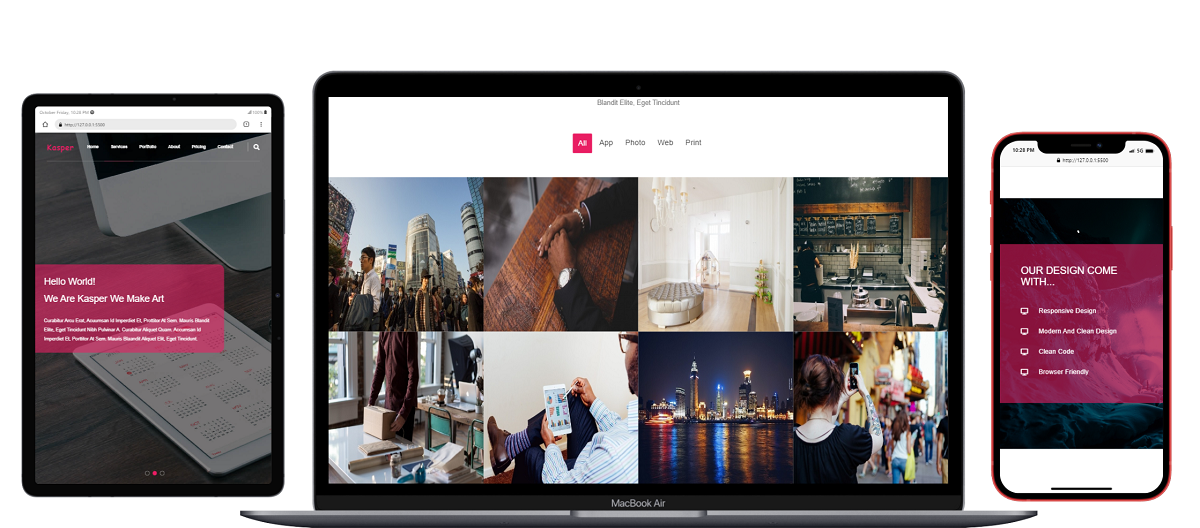 October Friday, 10:28 PM
100%
http://127.0.0.1:5500
Kasper
Home Services Portfolio About Pricing Contact
Hello World!
We Are Kasper We Make Art
Curabitur Arcu Erat, Accumsan Id Imperdiet Et, Porttitor At Sem. Mauris Blandit
Elite, Eget Tincidunt Nibh Pulvinar A. Curabitur Aliquet Quam, Accumsan Id
Imperdiet Et, Porttitor At Sem. Mauris Blaandit Aliquet Elit, Eget Tincidunt.
Blandit Elite, Eget Tincidunt
All App Photo Web Print
MacBook Air
10:28 PM 5G
http://127.0.0.1:5500
OUR DESIGN COME
WITH...
Responsive Design
Modern And Clean Design
Clean Code
Browser Friendly